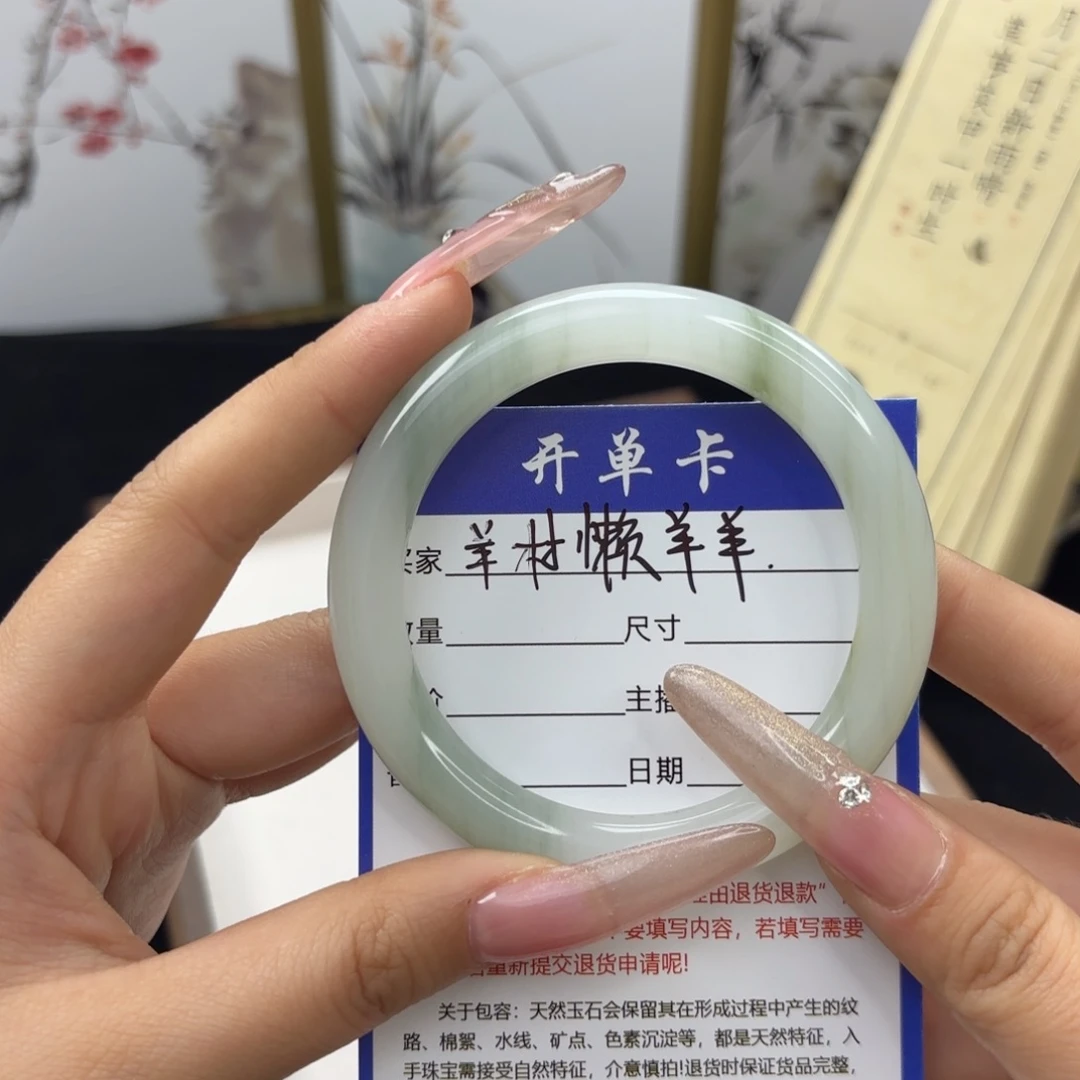 开单卡
买家 羊村懒羊羊.
数量 尺寸
价 主播
日期
由退货退款”
要填写内容，若填写需要
重新提交退货申请呢!
关于包容：天然玉石会保留其在形成过程中产生的纹
路、棉絮、水线、矿点、色素沉淀等，都是天然特征，入
手珠宝需接受自然特征，介意慎拍!退货时保证货品完整，